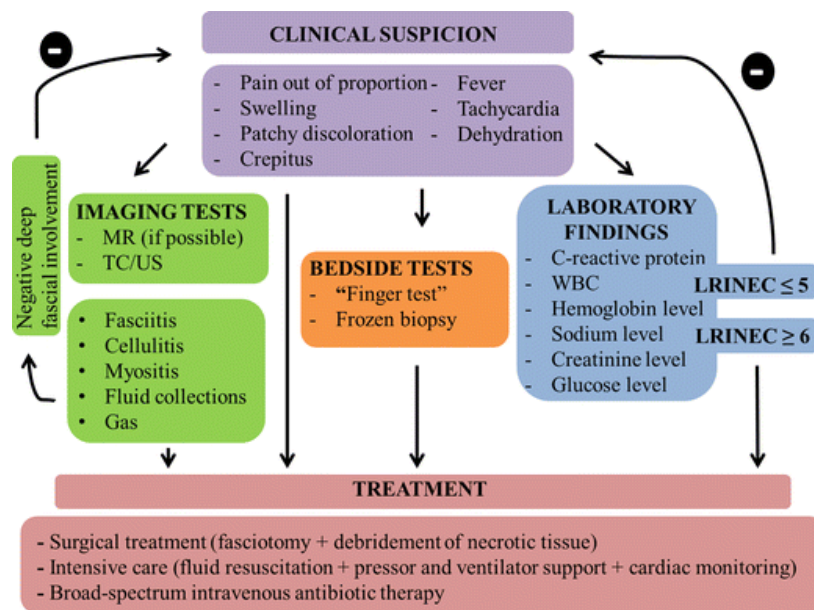 CLINICAL SUSPICION
- Pain out of proportion
- Swelling
- Patchy discoloration
- Crepitus
- Fever
- Tachycardia
- Dehydration
Negative deep
fascial involvement
IMAGING TESTS
- MR (if possible)
- TC/US
• Fasciitis
• Cellulitis
• Myositis
• Fluid collections
• Gas
BEDSIDE TESTS
- “Finger test”
- Frozen biopsy
LABORATORY
FINDINGS
- C-reactive protein
- WBC
- Hemoglobin level
- Sodium level
- Creatinine level
- Glucose level
LRINEC ≤ 5
LRINEC ≥ 6
TREATMENT
- Surgical treatment (fasciotomy + debridement of necrotic tissue)
- Intensive care (fluid resuscitation + pressor and ventilator support + cardiac monitoring)
- Broad-spectrum intravenous antibiotic therapy